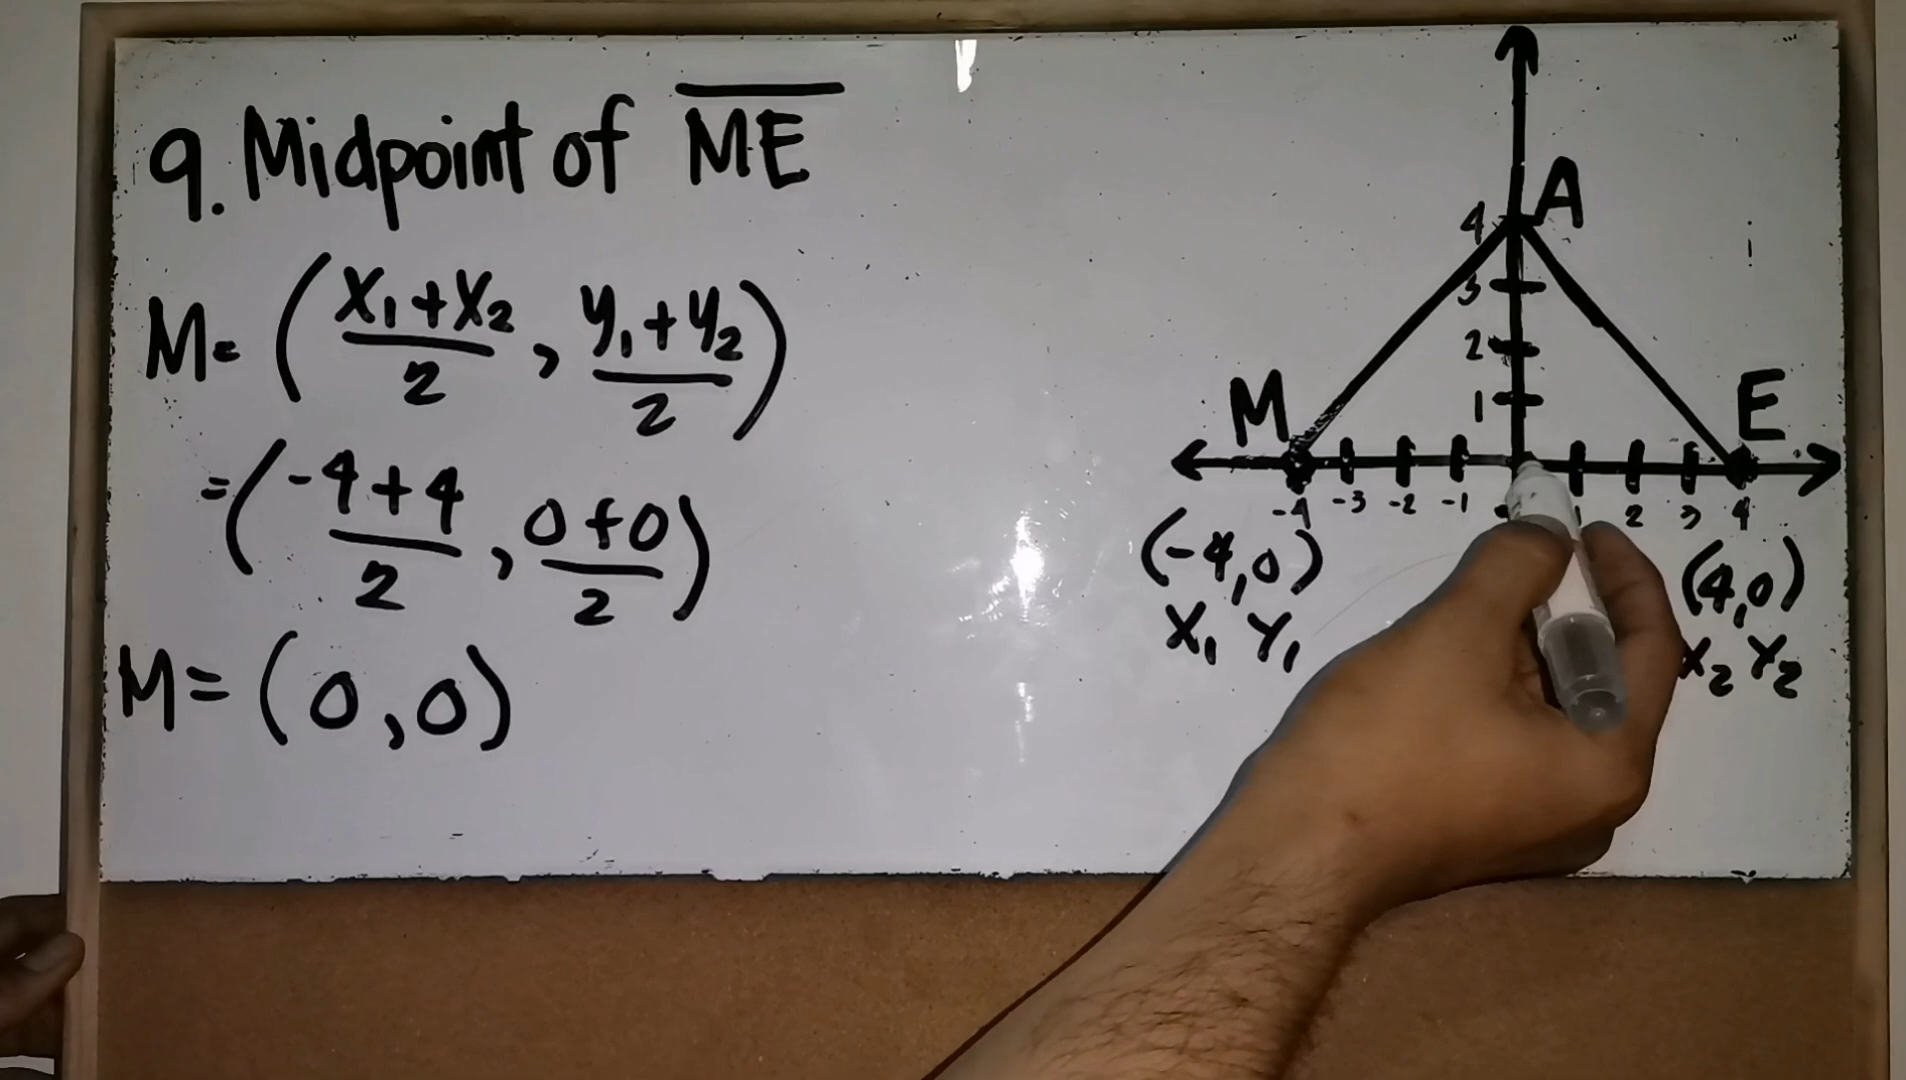 9. Midpoint of ME
M= (x₁+x₂/2, y₁+y₂/2)
=(-4+4/2, 0+0/2)
M=(0,0)
A
4
3
2
1
M
E
-4 -3 -2 -1 1 2 3 4
(-4,0)
x₁ y₁
(4,0)
x₂ y₂